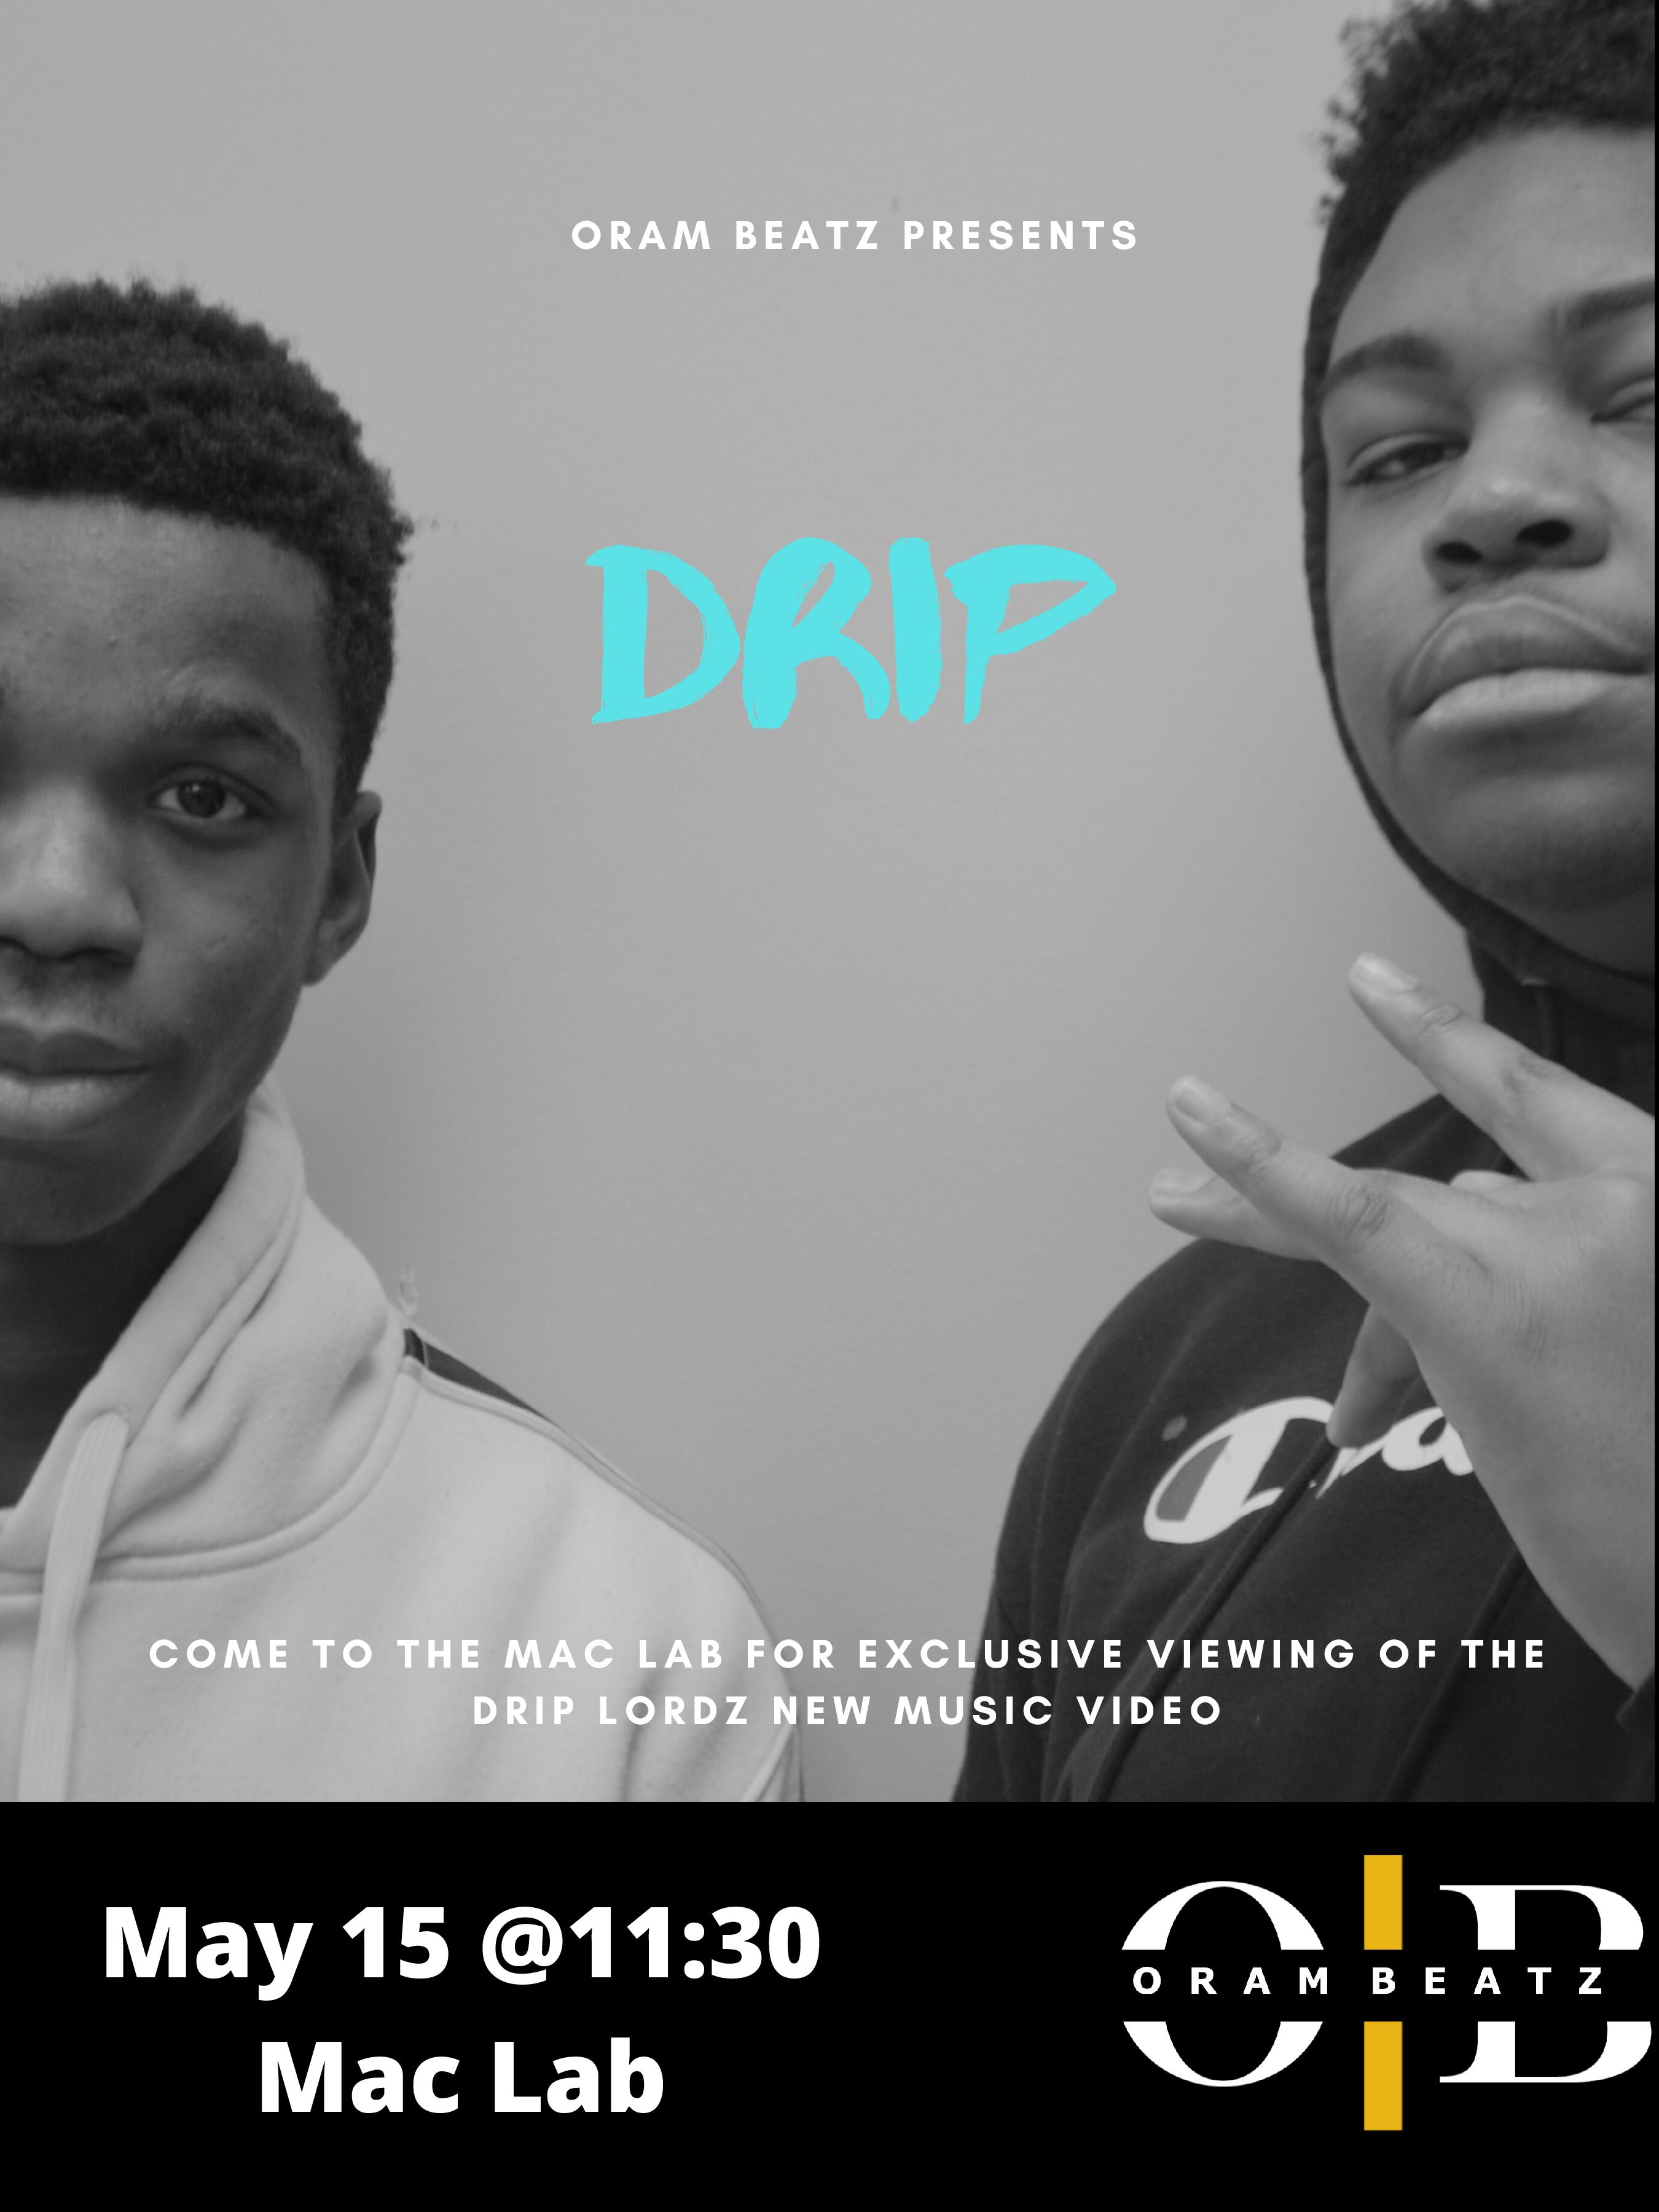 ORAM BEATZ PRESENTS
DRIP
COME TO THE MAC LAB FOR EXCLUSIVE VIEWING OF THE
DRIP LORDZ NEW MUSIC VIDEO
May 15 @11:30
Mac Lab
OB
ORAM BEATZ